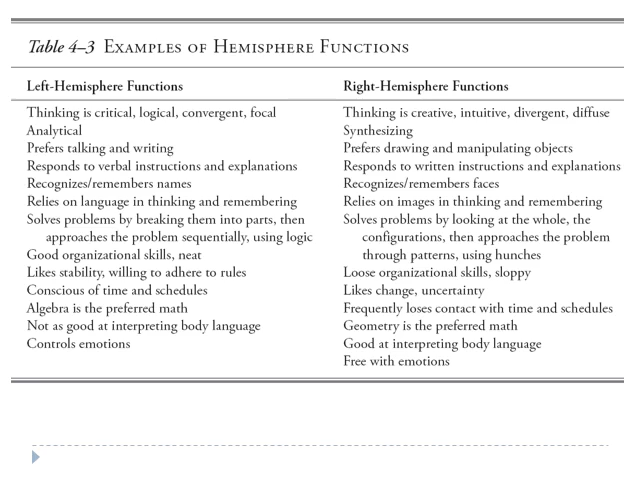 Table 4–3 Examples of Hemisphere Functions
Left-Hemisphere Functions
Thinking is critical, logical, convergent, focal
Analytical
Prefers talking and writing
Responds to verbal instructions and explanations
Recognizes/remembers names
Relies on language in thinking and remembering
Solves problems by breaking them into parts, then
approaches the problem sequentially, using logic
Good organizational skills, neat
Likes stability, willing to adhere to rules
Conscious of time and schedules
Algebra is the preferred math
Not as good at interpreting body language
Controls emotions
Right-Hemisphere Functions
Thinking is creative, intuitive, divergent, diffuse
Synthesizing
Prefers drawing and manipulating objects
Responds to written instructions and explanations
Recognizes/remembers faces
Relies on images in thinking and remembering
Solves problems by looking at the whole, the
configurations, then approaches the problem
through patterns, using hunches
Loose organizational skills, sloppy
Likes change, uncertainty
Frequently loses contact with time and schedules
Geometry is the preferred math
Good at interpreting body language
Free with emotions